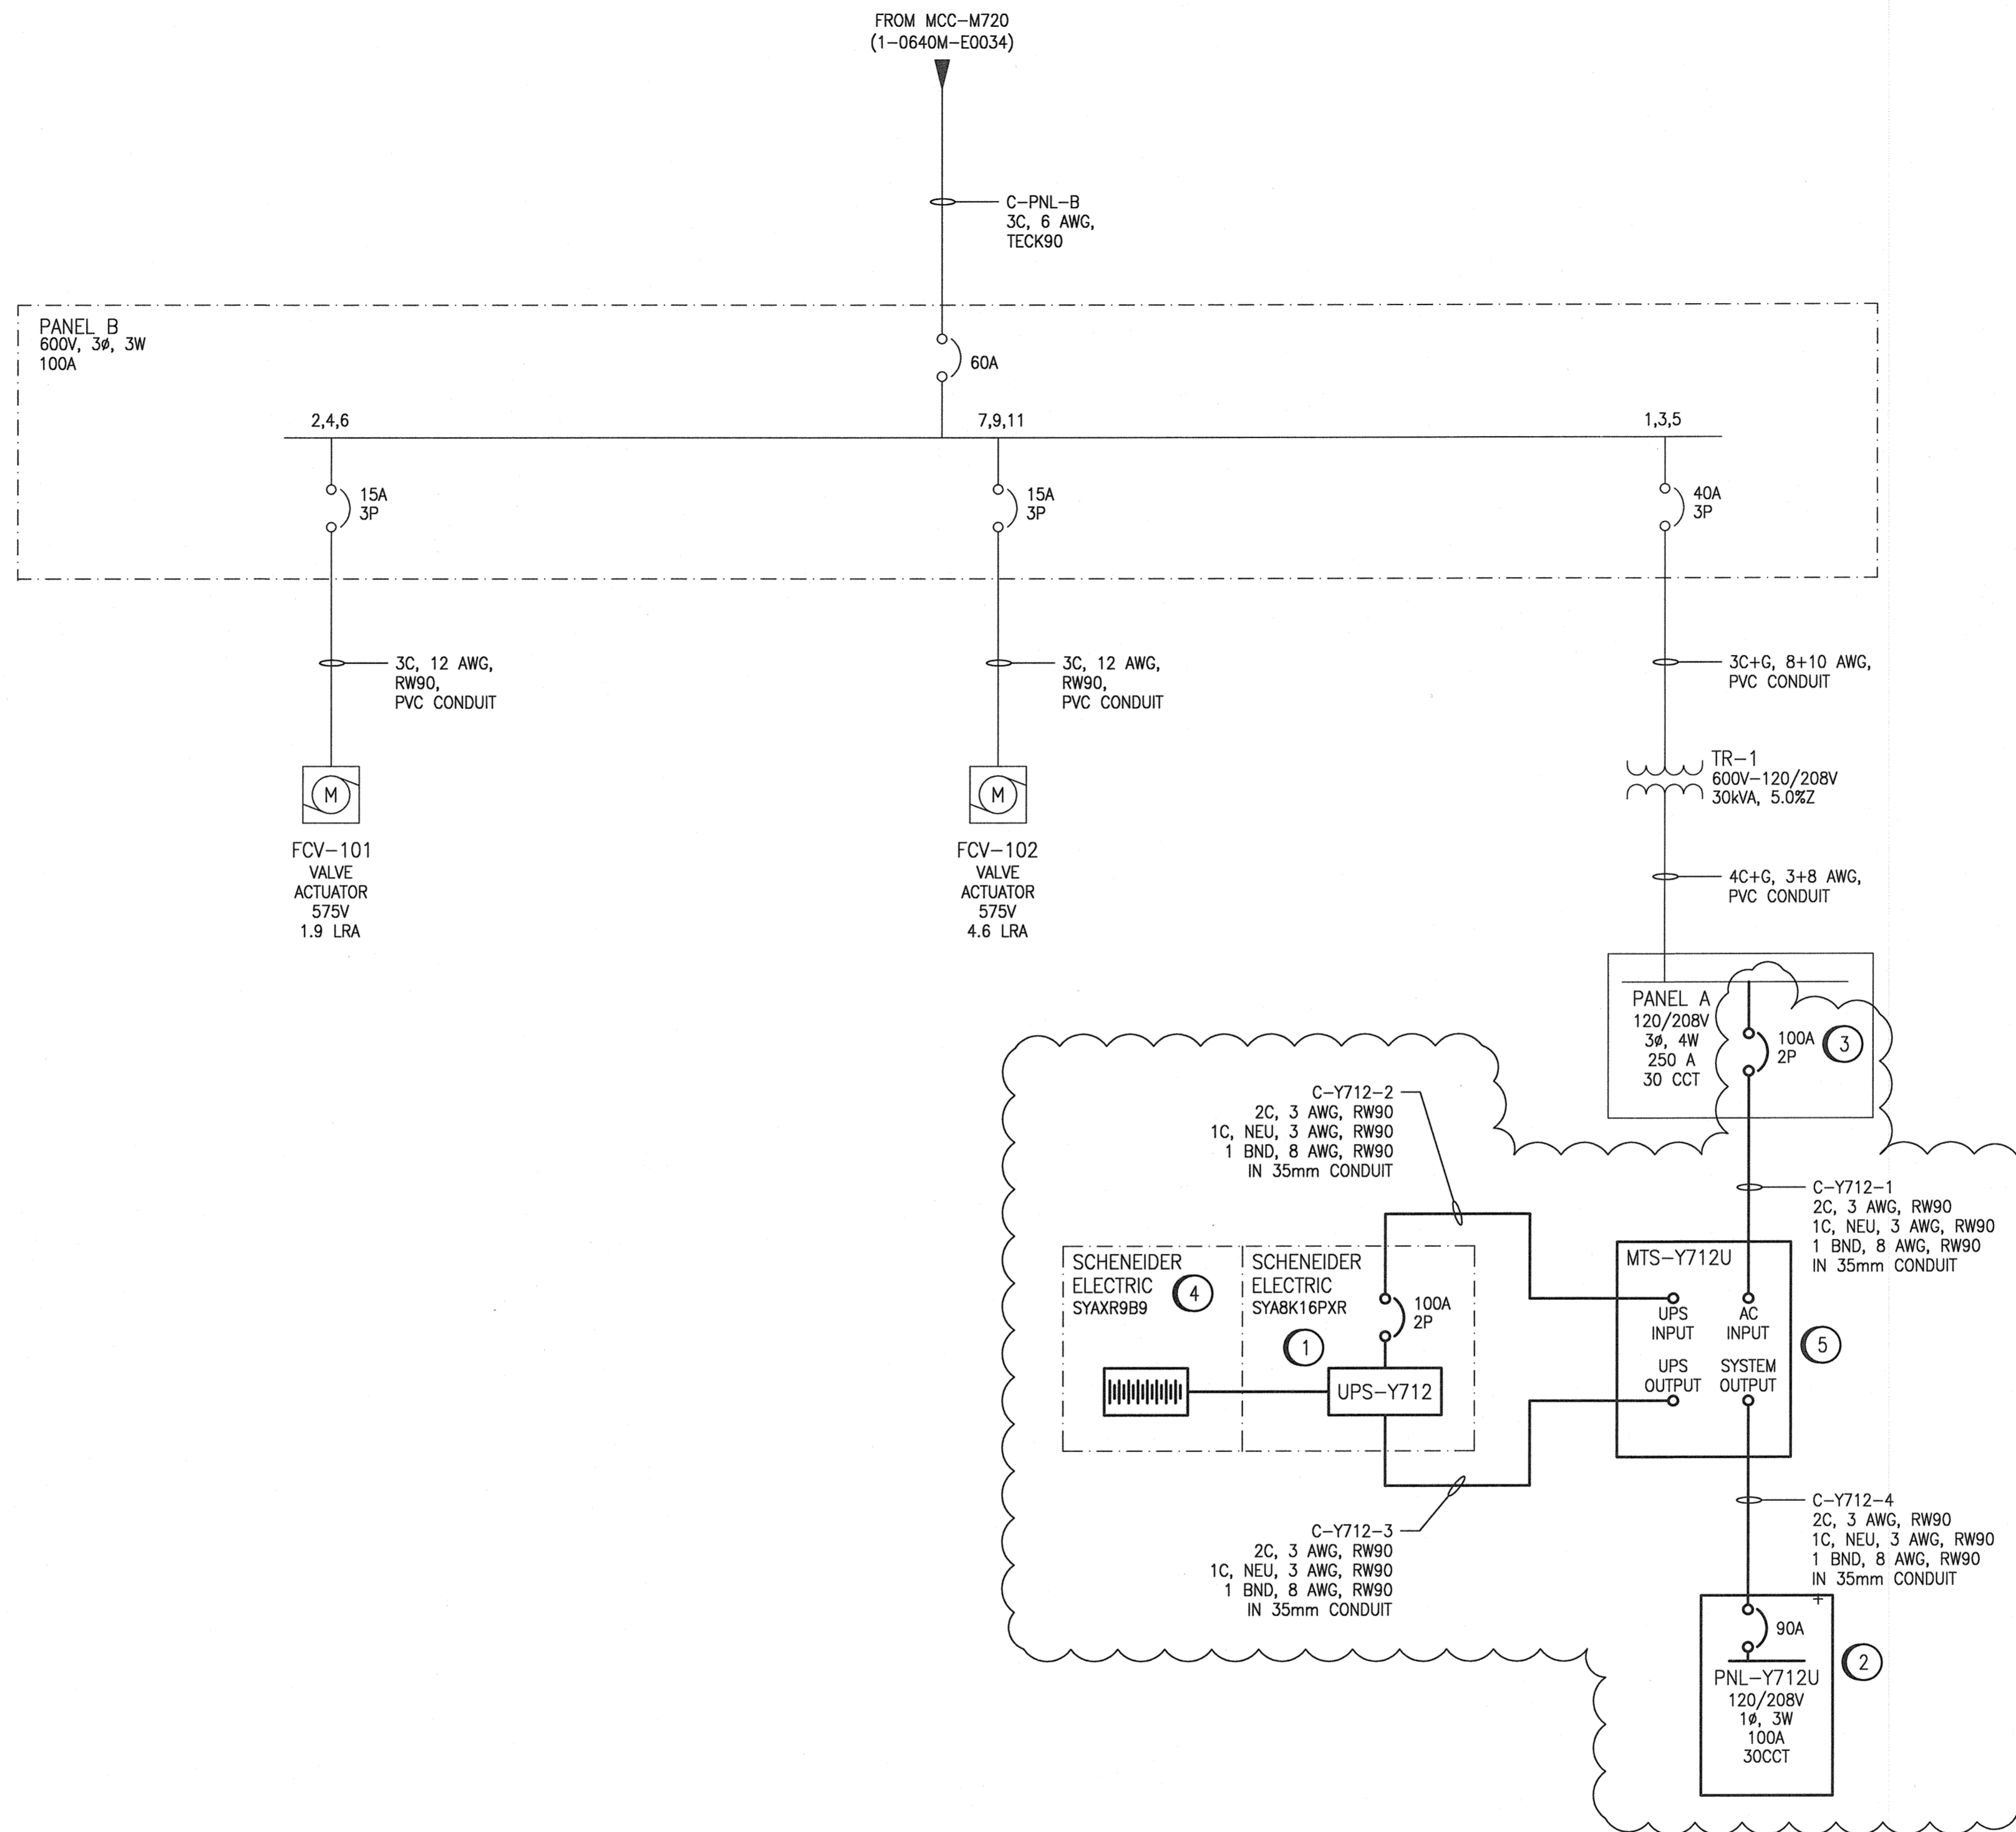 FROM MCC-M720
(1-0640M-E0034)
C-PNL-B
3C, 6 AWG,
TECK90
PANEL B
600V, 3ø, 3W
100A
60A
2,4,6
7,9,11
1,3,5
15A
3P
15A
3P
40A
3P
3C, 12 AWG,
RW90,
PVC CONDUIT
3C, 12 AWG,
RW90,
PVC CONDUIT
3C+G, 8+10 AWG,
PVC CONDUIT
TR-1
600V-120/208V
30kVA, 5.0%Z
M
FCV-101
VALVE
ACTUATOR
575V
1.9 LRA
M
FCV-102
VALVE
ACTUATOR
575V
4.6 LRA
4C+G, 3+8 AWG,
PVC CONDUIT
PANEL A
120/208V
3ø, 4W
250 A
30 CCT
100A
2P
3
C-Y712-2
2C, 3 AWG, RW90
1C, NEU, 3 AWG, RW90
1 BND, 8 AWG, RW90
IN 35mm CONDUIT
C-Y712-1
2C, 3 AWG, RW90
1C, NEU, 3 AWG, RW90
1 BND, 8 AWG, RW90
IN 35mm CONDUIT
SCHENEIDER
ELECTRIC
SYAXR9B9
4
SCHENEIDER
ELECTRIC
SYA8K16PXR
1
100A
2P
UPS-Y712
MTS-Y712U
UPS
INPUT
AC
INPUT
UPS
OUTPUT
SYSTEM
OUTPUT
5
C-Y712-3
2C, 3 AWG, RW90
1C, NEU, 3 AWG, RW90
1 BND, 8 AWG, RW90
IN 35mm CONDUIT
C-Y712-4
2C, 3 AWG, RW90
1C, NEU, 3 AWG, RW90
1 BND, 8 AWG, RW90
IN 35mm CONDUIT
+
90A
2
PNL-Y712U
120/208V
1ø, 3W
100A
30CCT